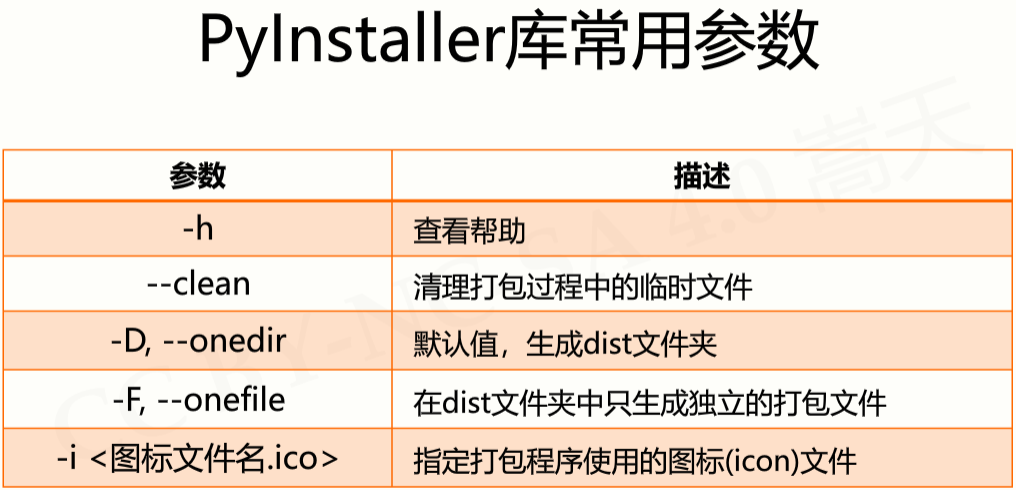 PyInstaller库常用参数
参数 描述
-h 查看帮助
--clean 清理打包过程中的临时文件
-D, --onedir 默认值，生成dist文件夹
-F, --onefile 在dist文件夹中只生成独立的打包文件
-i <图标文件名.ico> 指定打包程序使用的图标(icon)文件
CC BY-NC-SA 4.0 嵩天